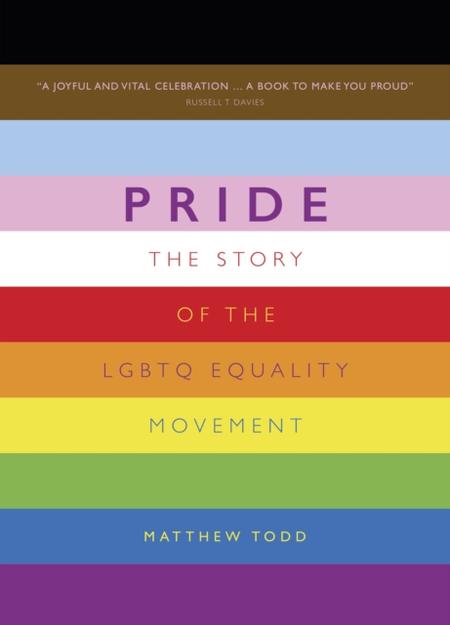 “A JOYFUL AND VITAL CELEBRATION ... A BOOK TO MAKE YOU PROUD”
RUSSELL T DAVIES
PRIDE
THE STORY
OF THE
LGBTQ EQUALITY
MOVEMENT
MATTHEW TODD